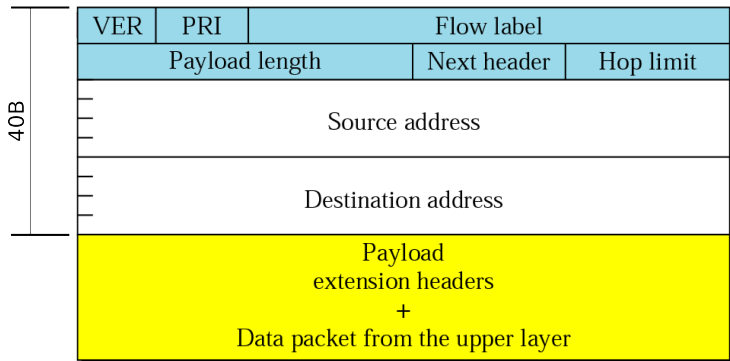 VER PRI Flow label
Payload length Next header Hop limit
40B
Source address
Destination address
Payload
extension headers
+
Data packet from the upper layer